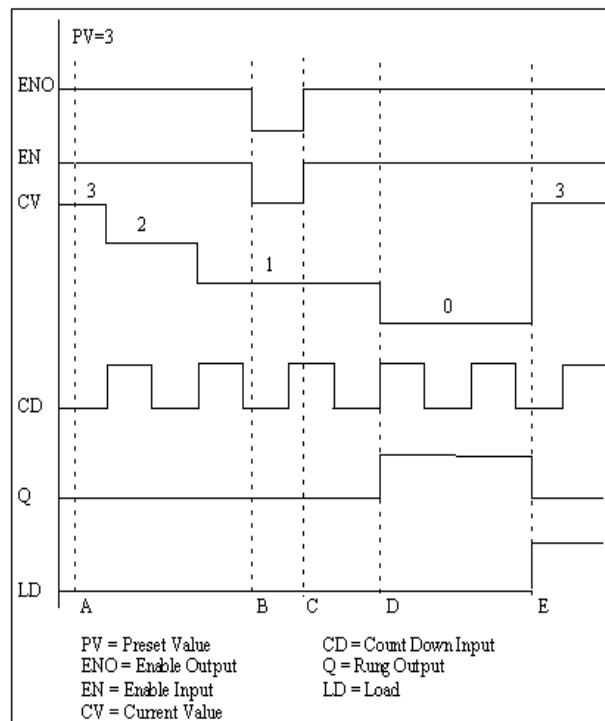 PV=3
ENO
EN
3
3
CV
2
1
0
CD
Q
LD
A B C D E
PV = Preset Value
CD = Count Down Input
ENO = Enable Output
Q = Rung Output
EN = Enable Input
LD = Load
CV = Current Value